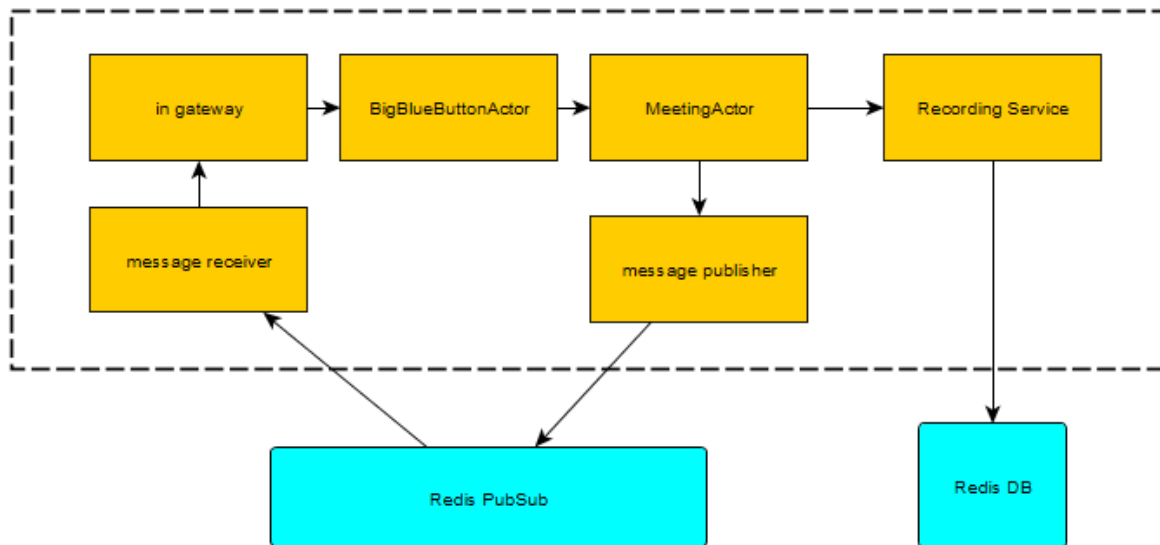 in gateway
BigBlueButtonActor
MeetingActor
Recording Service
message receiver
message publisher
Redis PubSub
Redis DB